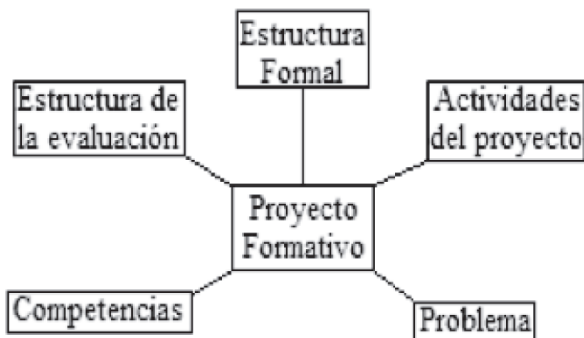 Estructura
Formal
Estructura de
la evaluación
Actividades
del proyecto
Proyecto
Formativo
Competencias
Problema